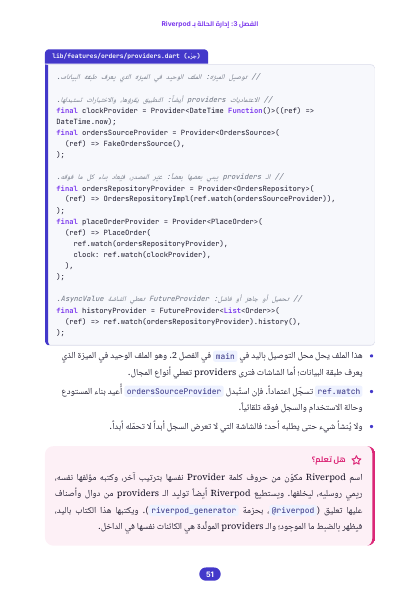 الفصل 3: إدارة الحالة بـ Riverpod
lib/features/orders/providers.dart (جزء)
// توصيل الميزة: الملف الوحيد في الميزة الذي يعرف طبقة البيانات.
// الاعتماديات providers أيضاً: التطبيق يقرؤها، والاختبارات تستبدلها.
final clockProvider = Provider<DateTime Function()>((ref) =>
DateTime.now);
final ordersSourceProvider = Provider<OrdersSource>(
(ref) => FakeOrdersSource(),
);
// الـ providers يبني بعضها بعضاً: غيّر المصدر، فيُعاد بناء كل ما فوقه.
final ordersRepositoryProvider = Provider<OrdersRepository>(
(ref) => OrdersRepositoryImpl(ref.watch(ordersSourceProvider)),
);
final placeOrderProvider = Provider<PlaceOrder>(
(ref) => PlaceOrder(
ref.watch(ordersRepositoryProvider),
clock: ref.watch(clockProvider),
),
);
// تحميل أو جاهز أو فاشل: FutureProvider تعطي الشاشة AsyncValue.
final historyProvider = FutureProvider<List<Order>>(
(ref) => ref.watch(ordersRepositoryProvider).history(),
);
• هذا الملف يحل محل التوصيل باليد في main في الفصل 2. وهو الملف الوحيد في الميزة الذي
يعرف طبقة البيانات؛ أما الشاشات فترى providers تعطي أنواع المجال.
• ref.watch تسجّل اعتماداً. فإن استُبدل ordersSourceProvider أُعيد بناء المستودع
وحالة الاستخدام والسجل فوقه تلقائياً.
• ولا يُنشأ شيء حتى يطلبه أحد: فالشاشة التي لا تعرض السجل أبداً لا تحمّله أبداً.
هل تعلم؟
اسم Riverpod مكوّن من حروف كلمة Provider نفسها بترتيب آخر، وكتبه مؤلفها نفسه،
ريمي روسليه، ليخلفها. ويستطيع Riverpod أيضاً توليد الـ providers من دوال وأصناف
عليها تعليق (@riverpod، بحزمة riverpod_generator). ويكتبها هذا الكتاب باليد،
فيظهر بالضبط ما الموجود؛ والـ providers المولَّدة هي الكائنات نفسها في الداخل.
51